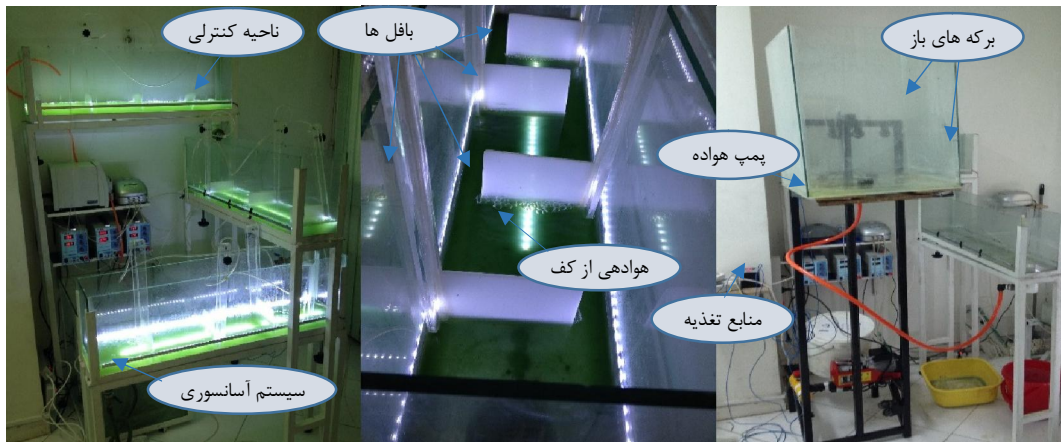 برکه های باز
بافل ها
ناحیه کنترلی
پمپ هواده
هوادهی از کف
منابع تغذیه
سیستم آسانسوری